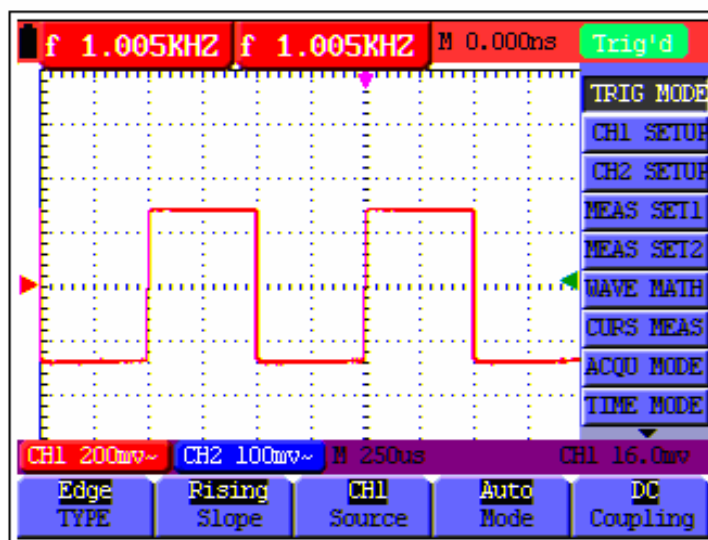 f 1.005KHZ f 1.005KHZ M 0.000ns Trig'd
TRIG MODE
CH1 SETUP
CH2 SETUP
MEAS SET1
MEAS SET2
WAVE MATH
CURS MEAS
ACQU MODE
TIME MODE
CH1 200mv~ CH2 100mv~ M 250us CH1 16.0mv
Edge Rising CH1 Auto DC
TYPE Slope Source Mode Coupling